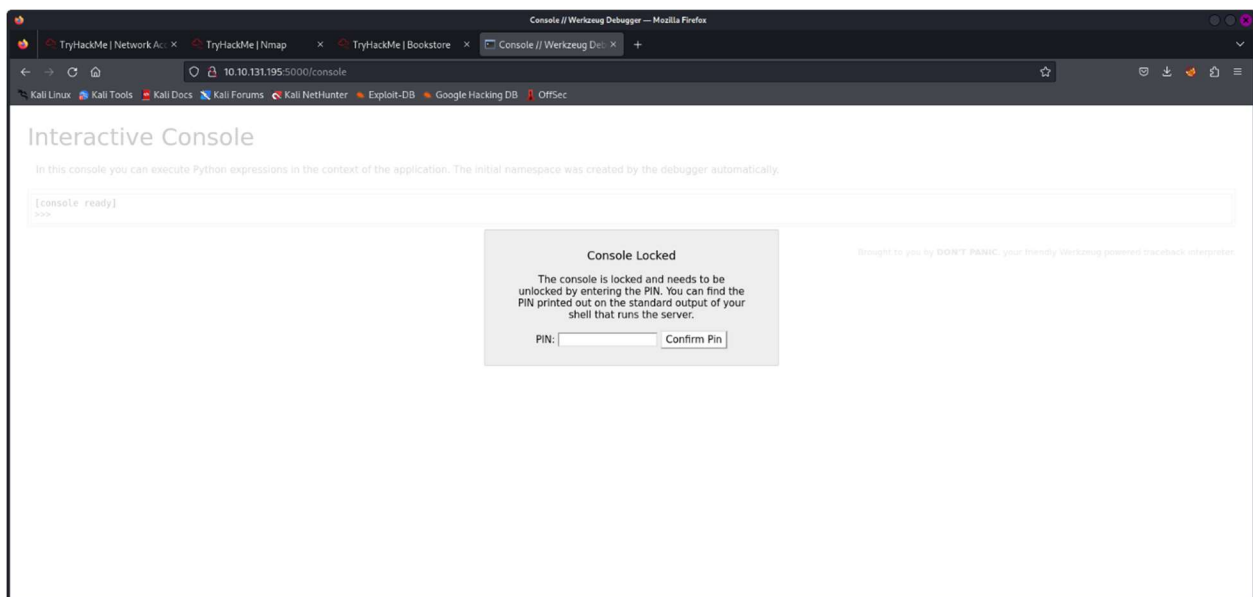 Console // Werkzeug Debugger — Mozilla Firefox
TryHackMe | Network Acc
TryHackMe | Nmap
TryHackMe | Bookstore
Console // Werkzeug Deb
10.10.131.195:5000/console
Kali Linux Kali Tools Kali Docs Kali Forums Kali NetHunter Exploit-DB Google Hacking DB OffSec
Interactive Console
In this console you can execute Python expressions in the context of the application. The initial namespace was created by the debugger automatically.
[console ready]
>>>
Console Locked
The console is locked and needs to be
unlocked by entering the PIN. You can find the
PIN printed out on the standard output of your
shell that runs the server.
PIN: Confirm Pin
Brought to you by DON'T PANIC, your friendly Werkzeug powered traceback interpreter.